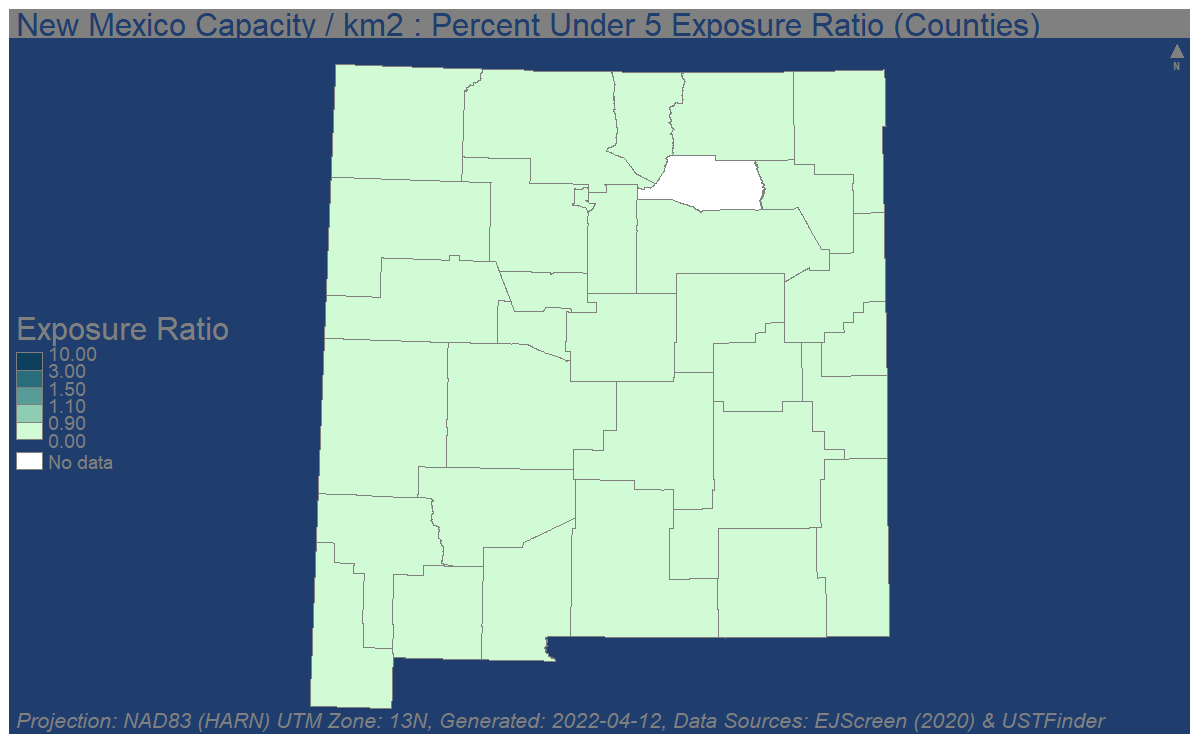 New Mexico Capacity / km2 : Percent Under 5 Exposure Ratio (Counties)
N
Exposure Ratio
10.00
3.00
1.50
1.10
0.90
0.00
No data
Projection: NAD83 (HARN) UTM Zone: 13N, Generated: 2022-04-12, Data Sources: EJScreen (2020) & USTFinder